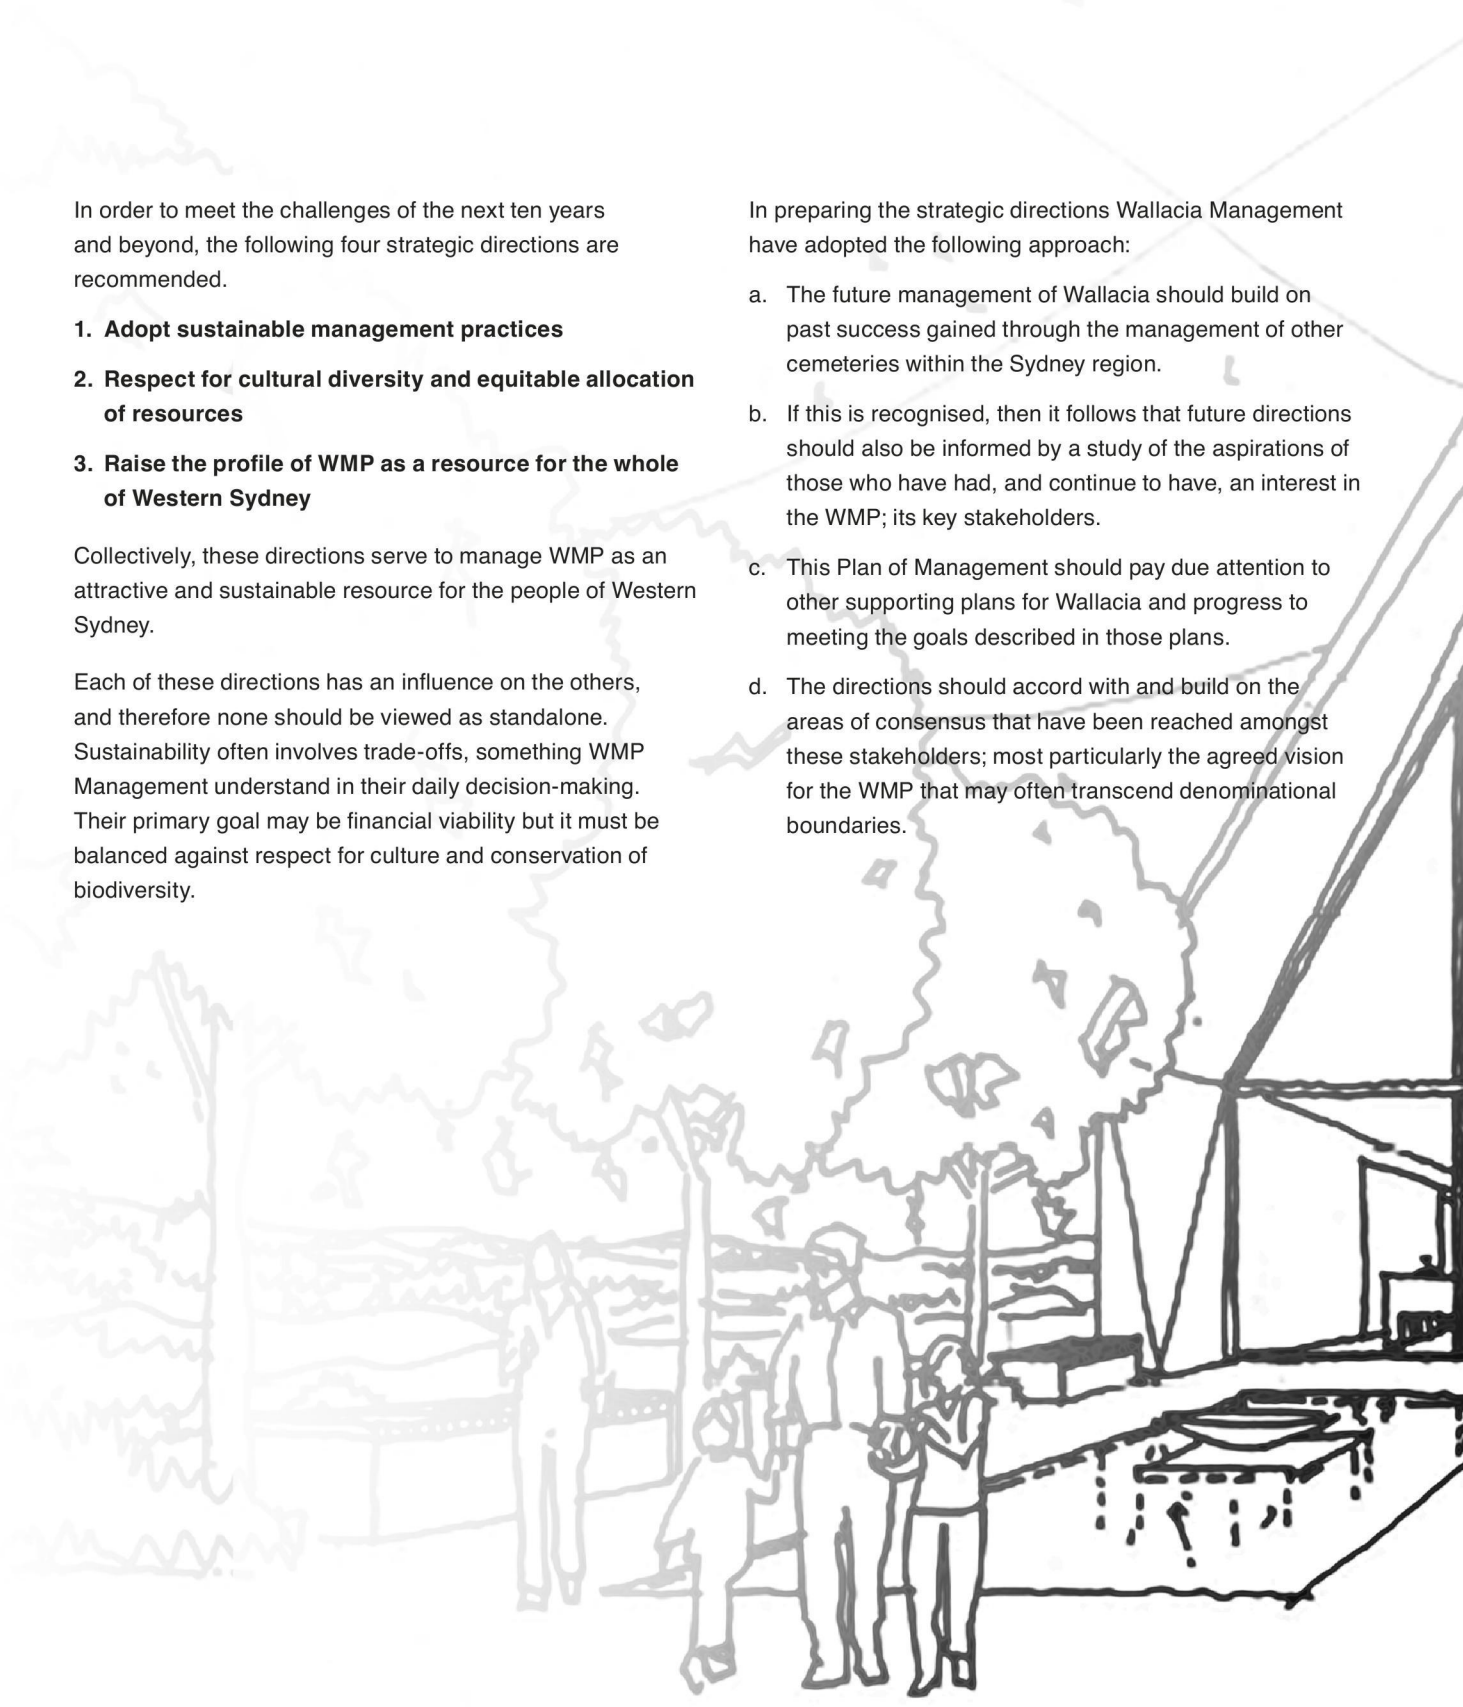 In order to meet the challenges of the next ten years
and beyond, the following four strategic directions are
recommended.
1. Adopt sustainable management practices
2. Respect for cultural diversity and equitable allocation
of resources
3. Raise the profile of WMP as a resource for the whole
of Western Sydney
Collectively, these directions serve to manage WMP as an
attractive and sustainable resource for the people of Western
Sydney.
Each of these directions has an influence on the others,
and therefore none should be viewed as standalone.
Sustainability often involves trade-offs, something WMP
Management understand in their daily decision-making.
Their primary goal may be financial viability but it must be
balanced against respect for culture and conservation of
biodiversity.
In preparing the strategic directions Wallacia Management
have adopted the following approach:
a. The future management of Wallacia should build on
past success gained through the management of other
cemeteries within the Sydney region.
b. If this is recognised, then it follows that future directions
should also be informed by a study of the aspirations of
those who have had, and continue to have, an interest in
the WMP; its key stakeholders.
c. This Plan of Management should pay due attention to
other supporting plans for Wallacia and progress to
meeting the goals described in those plans.
d. The directions should accord with and build on the
areas of consensus that have been reached amongst
these stakeholders; most particularly the agreed vision
for the WMP that may often transcend denominational
boundaries.